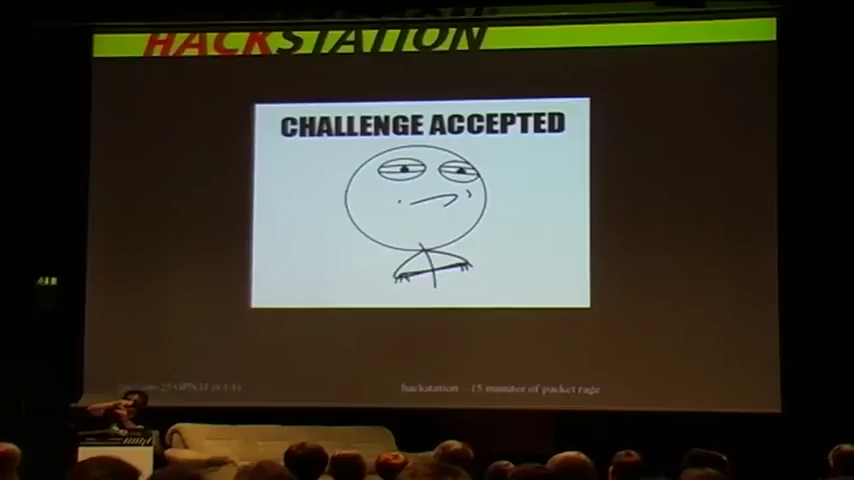 HACKSTATION
CHALLENGE ACCEPTED
hackstation - 15 minutes of packet rage